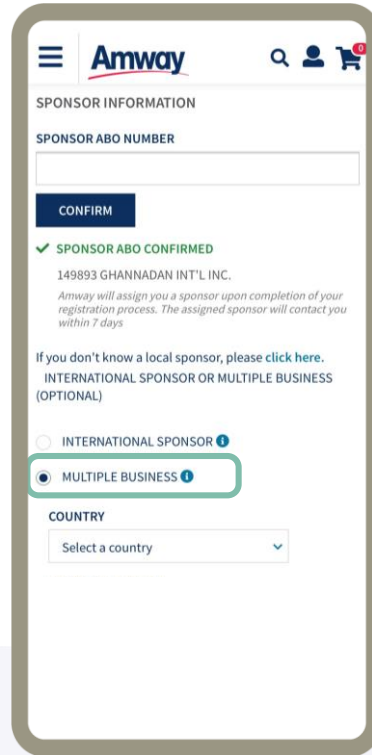 Amway
0
SPONSOR INFORMATION
SPONSOR ABO NUMBER
CONFIRM
SPONSOR ABO CONFIRMED
149893 GHANNADAN INT'L INC.
Amway will assign you a sponsor upon completion of your
registration process. The assigned sponsor will contact you
within 7 days
If you don't know a local sponsor, please click here.
INTERNATIONAL SPONSOR OR MULTIPLE BUSINESS
(OPTIONAL)
INTERNATIONAL SPONSOR i
MULTIPLE BUSINESS i
COUNTRY
Select a country